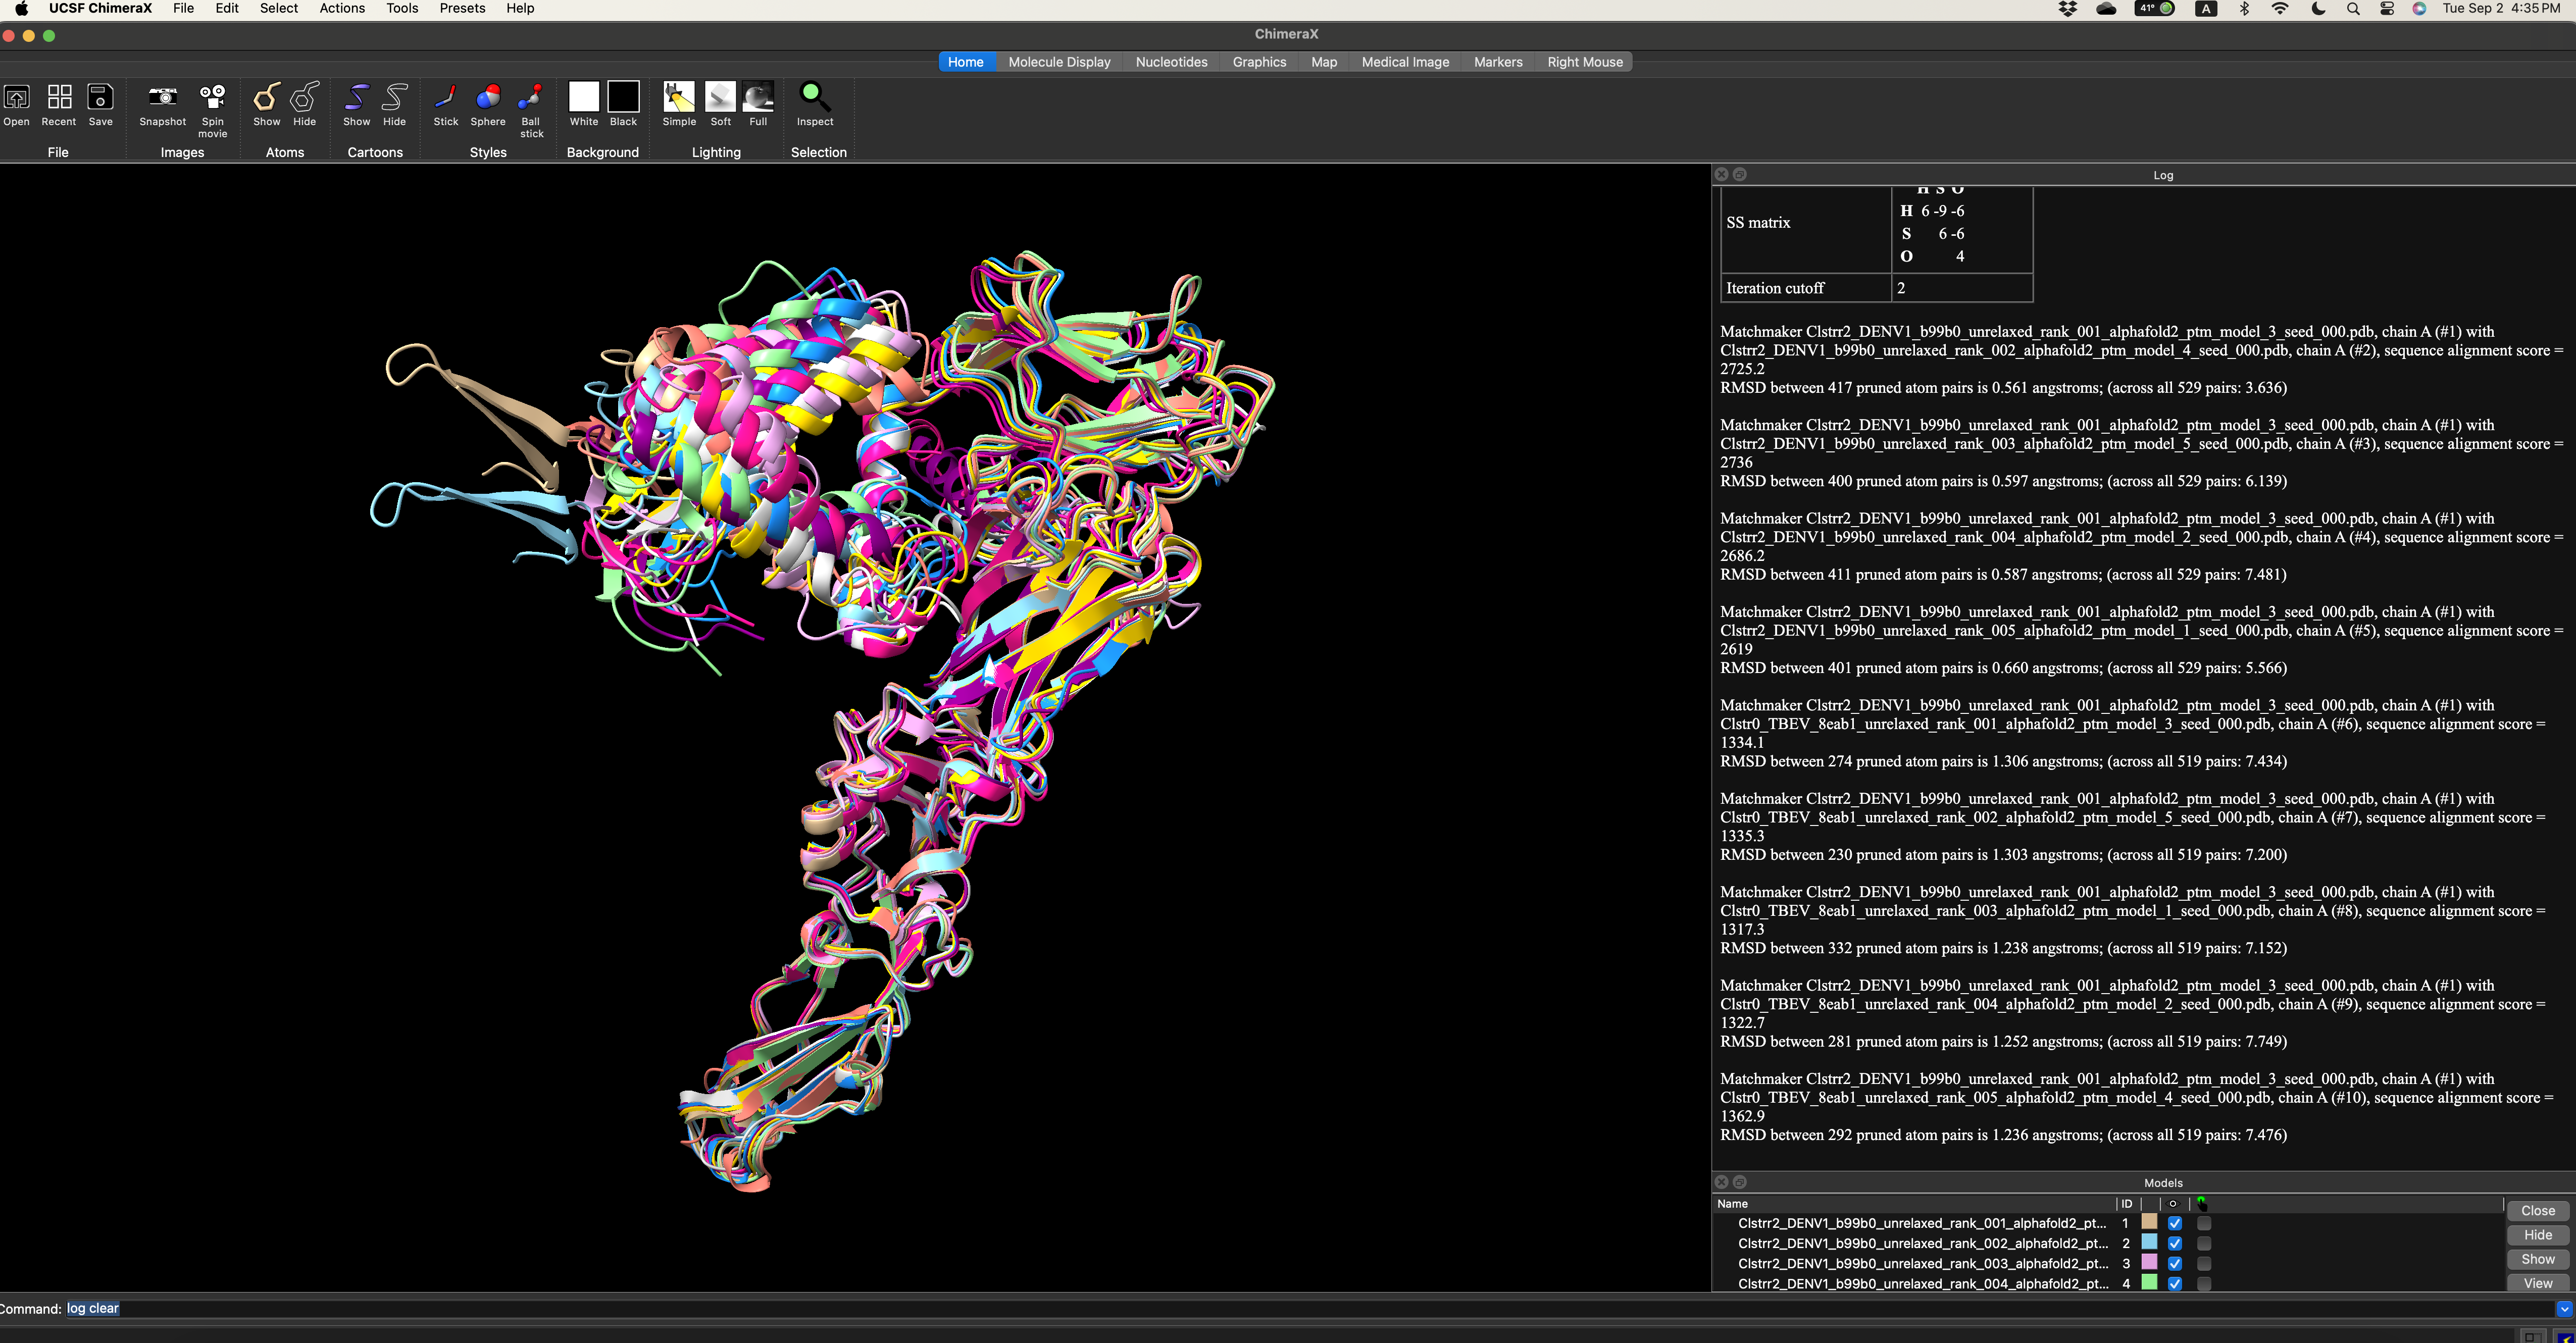 UCSF ChimeraX File Edit Select Actions Tools Presets Help
41° A Tue Sep 2 4:35 PM
ChimeraX
Home Molecule Display Nucleotides Graphics Map Medical Image Markers Right Mouse
Open Recent Save Snapshot Spin movie Show Hide Show Hide Stick Sphere Ball stick White Black Simple Soft Full Inspect
File Images Atoms Cartoons Styles Background Lighting Selection
Log
H S O
SS matrix
H 6 -9 -6
S 6 -6
O 4
Iteration cutoff 2
Matchmaker Clstrr2_DENV1_b99b0_unrelaxed_rank_001_alphafold2_ptm_model_3_seed_000.pdb, chain A (#1) with
Clstrr2_DENV1_b99b0_unrelaxed_rank_002_alphafold2_ptm_model_4_seed_000.pdb, chain A (#2), sequence alignment score =
2725.2
RMSD between 417 pruned atom pairs is 0.561 angstroms; (across all 529 pairs: 3.636)
Matchmaker Clstrr2_DENV1_b99b0_unrelaxed_rank_001_alphafold2_ptm_model_3_seed_000.pdb, chain A (#1) with
Clstrr2_DENV1_b99b0_unrelaxed_rank_003_alphafold2_ptm_model_5_seed_000.pdb, chain A (#3), sequence alignment score =
2736
RMSD between 400 pruned atom pairs is 0.597 angstroms; (across all 529 pairs: 6.139)
Matchmaker Clstrr2_DENV1_b99b0_unrelaxed_rank_001_alphafold2_ptm_model_3_seed_000.pdb, chain A (#1) with
Clstrr2_DENV1_b99b0_unrelaxed_rank_004_alphafold2_ptm_model_2_seed_000.pdb, chain A (#4), sequence alignment score =
2686.2
RMSD between 411 pruned atom pairs is 0.587 angstroms; (across all 529 pairs: 7.481)
Matchmaker Clstrr2_DENV1_b99b0_unrelaxed_rank_001_alphafold2_ptm_model_3_seed_000.pdb, chain A (#1) with
Clstrr2_DENV1_b99b0_unrelaxed_rank_005_alphafold2_ptm_model_1_seed_000.pdb, chain A (#5), sequence alignment score =
2619
RMSD between 401 pruned atom pairs is 0.660 angstroms; (across all 529 pairs: 5.566)
Matchmaker Clstrr2_DENV1_b99b0_unrelaxed_rank_001_alphafold2_ptm_model_3_seed_000.pdb, chain A (#1) with
Clstr0_TBEV_8eab1_unrelaxed_rank_001_alphafold2_ptm_model_3_seed_000.pdb, chain A (#6), sequence alignment score =
1334.1
RMSD between 274 pruned atom pairs is 1.306 angstroms; (across all 519 pairs: 7.434)
Matchmaker Clstrr2_DENV1_b99b0_unrelaxed_rank_001_alphafold2_ptm_model_3_seed_000.pdb, chain A (#1) with
Clstr0_TBEV_8eab1_unrelaxed_rank_002_alphafold2_ptm_model_5_seed_000.pdb, chain A (#7), sequence alignment score =
1335.3
RMSD between 230 pruned atom pairs is 1.303 angstroms; (across all 519 pairs: 7.200)
Matchmaker Clstrr2_DENV1_b99b0_unrelaxed_rank_001_alphafold2_ptm_model_3_seed_000.pdb, chain A (#1) with
Clstr0_TBEV_8eab1_unrelaxed_rank_003_alphafold2_ptm_model_1_seed_000.pdb, chain A (#8), sequence alignment score =
1317.3
RMSD between 332 pruned atom pairs is 1.238 angstroms; (across all 519 pairs: 7.152)
Matchmaker Clstrr2_DENV1_b99b0_unrelaxed_rank_001_alphafold2_ptm_model_3_seed_000.pdb, chain A (#1) with
Clstr0_TBEV_8eab1_unrelaxed_rank_004_alphafold2_ptm_model_2_seed_000.pdb, chain A (#9), sequence alignment score =
1322.7
RMSD between 281 pruned atom pairs is 1.252 angstroms; (across all 519 pairs: 7.749)
Matchmaker Clstrr2_DENV1_b99b0_unrelaxed_rank_001_alphafold2_ptm_model_3_seed_000.pdb, chain A (#1) with
Clstr0_TBEV_8eab1_unrelaxed_rank_005_alphafold2_ptm_model_4_seed_000.pdb, chain A (#10), sequence alignment score =
1362.9
RMSD between 292 pruned atom pairs is 1.236 angstroms; (across all 519 pairs: 7.476)
Models
Name ID
Clstrr2_DENV1_b99b0_unrelaxed_rank_001_alphafold2_pt... 1
Clstrr2_DENV1_b99b0_unrelaxed_rank_002_alphafold2_pt... 2
Clstrr2_DENV1_b99b0_unrelaxed_rank_003_alphafold2_pt... 3
Clstrr2_DENV1_b99b0_unrelaxed_rank_004_alphafold2_pt... 4
Close
Hide
Show
View
Command: log clear